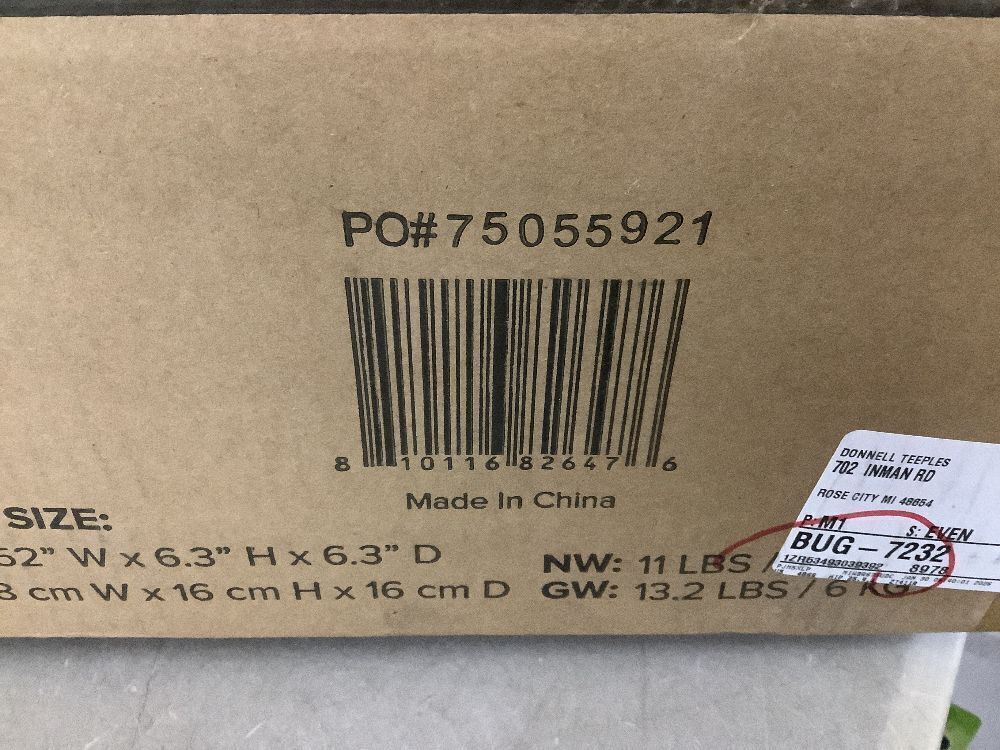 PO#75055921
8 10116 82647 6
Made In China
SIZE:
52” W x 6.3” H x 6.3” D
3 cm W x 16 cm H x 16 cm D
NW: 11 LBS /
GW: 13.2 LBS / 6 KG
DONNELL TEEPLES
702 INMAN RD
ROSE CITY MI 48654
P: M1 S: EVEN
BUG – 7232
1ZR63493039392 8978